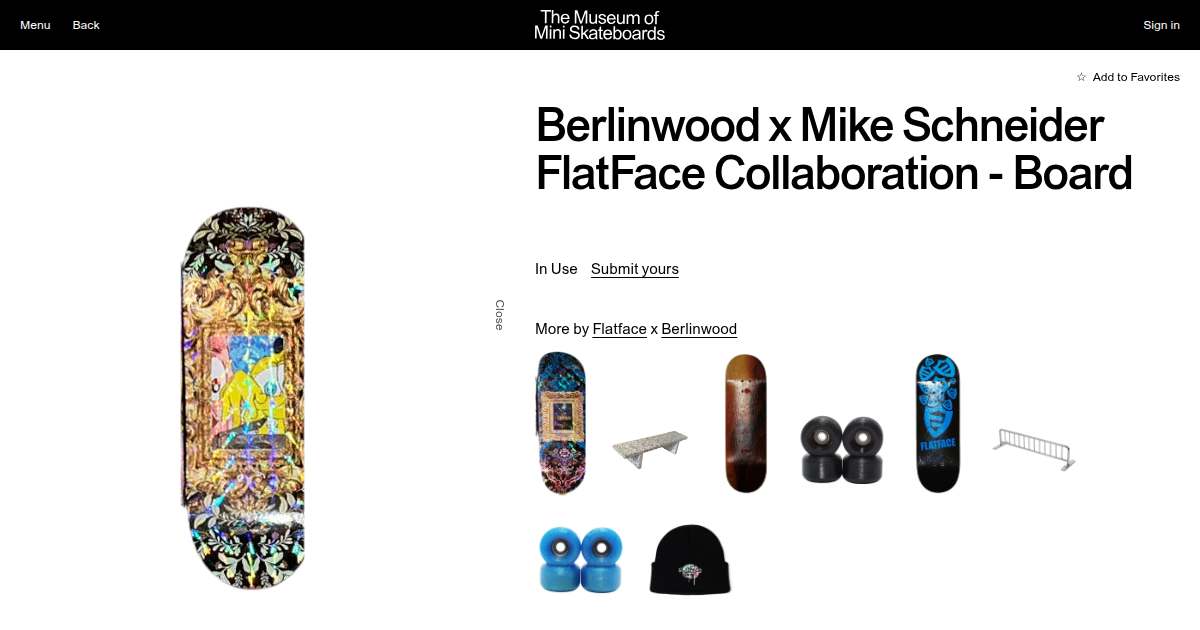 Menu
Back
The Museum of
Mini Skateboards
Sign in
☆ Add to Favorites
Berlinwood x Mike Schneider
FlatFace Collaboration - Board
In Use Submit yours
Close
More by Flatface x Berlinwood
FLATFACE